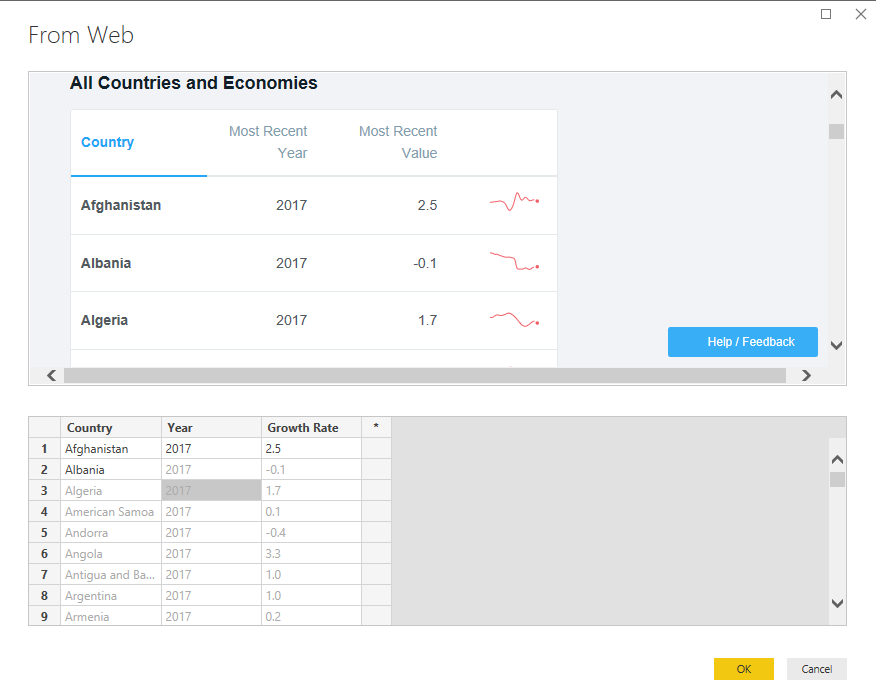 From Web
All Countries and Economies
Country Most Recent Year Most Recent Value
Afghanistan 2017 2.5
Albania 2017 -0.1
Algeria 2017 1.7
Help / Feedback
Country Year Growth Rate *
1 Afghanistan 2017 2.5
2 Albania 2017 -0.1
3 Algeria 2017 1.7
4 American Samoa 2017 0.1
5 Andorra 2017 -0.4
6 Angola 2017 3.3
7 Antigua and Ba... 2017 1.0
8 Argentina 2017 1.0
9 Armenia 2017 0.2
OK Cancel